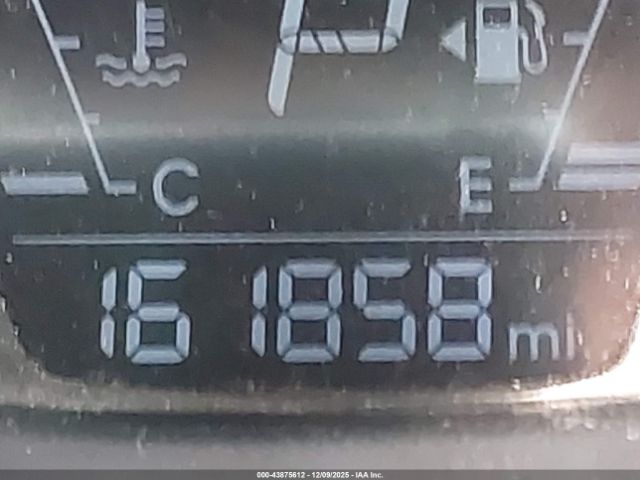 P
C E
161858 mi
000-43875612 - 12/09/2025 - IAA Inc.